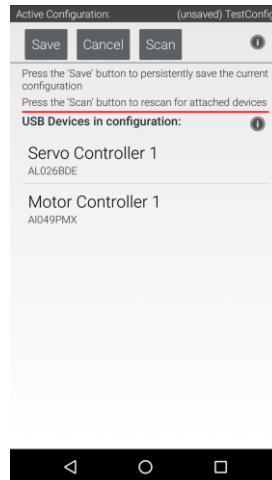 Active Configuration: (unsaved) TestConfig
Save Cancel Scan
Press the 'Save' button to persistently save the current
configuration
Press the 'Scan' button to rescan for attached devices
USB Devices in configuration:
Servo Controller 1
AL026BDE
Motor Controller 1
AI049PMX